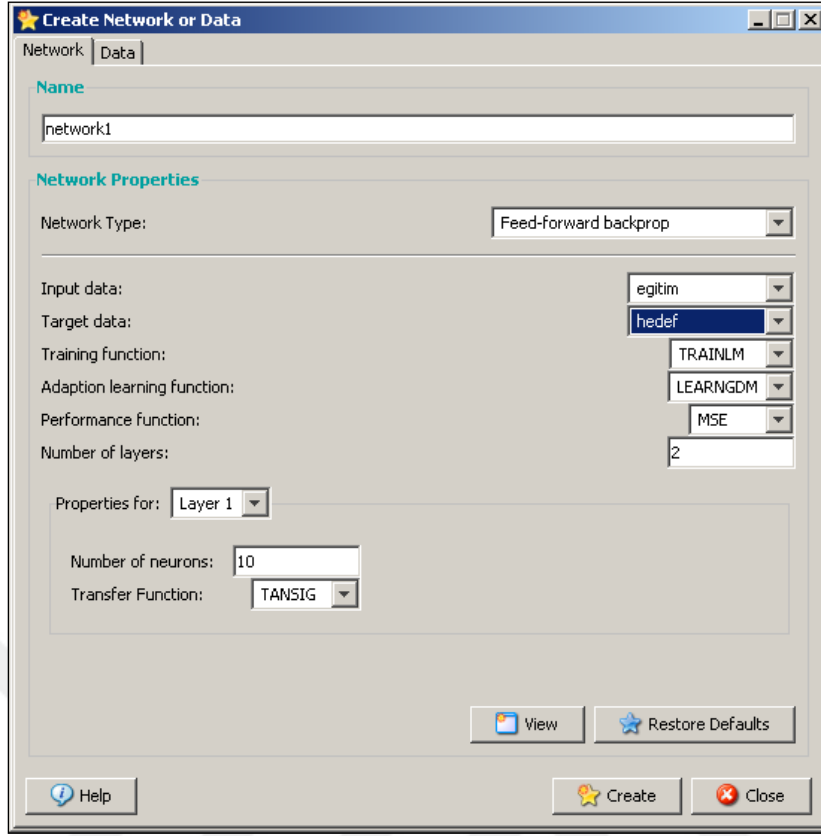 Create Network or Data
Network Data
Name
network1
Network Properties
Network Type: Feed-forward backprop
Input data: egitim
Target data: hedef
Training function: TRAINLM
Adaption learning function: LEARNGDM
Performance function: MSE
Number of layers: 2
Properties for: Layer 1
Number of neurons: 10
Transfer Function: TANSIG
View Restore Defaults
Help Create Close